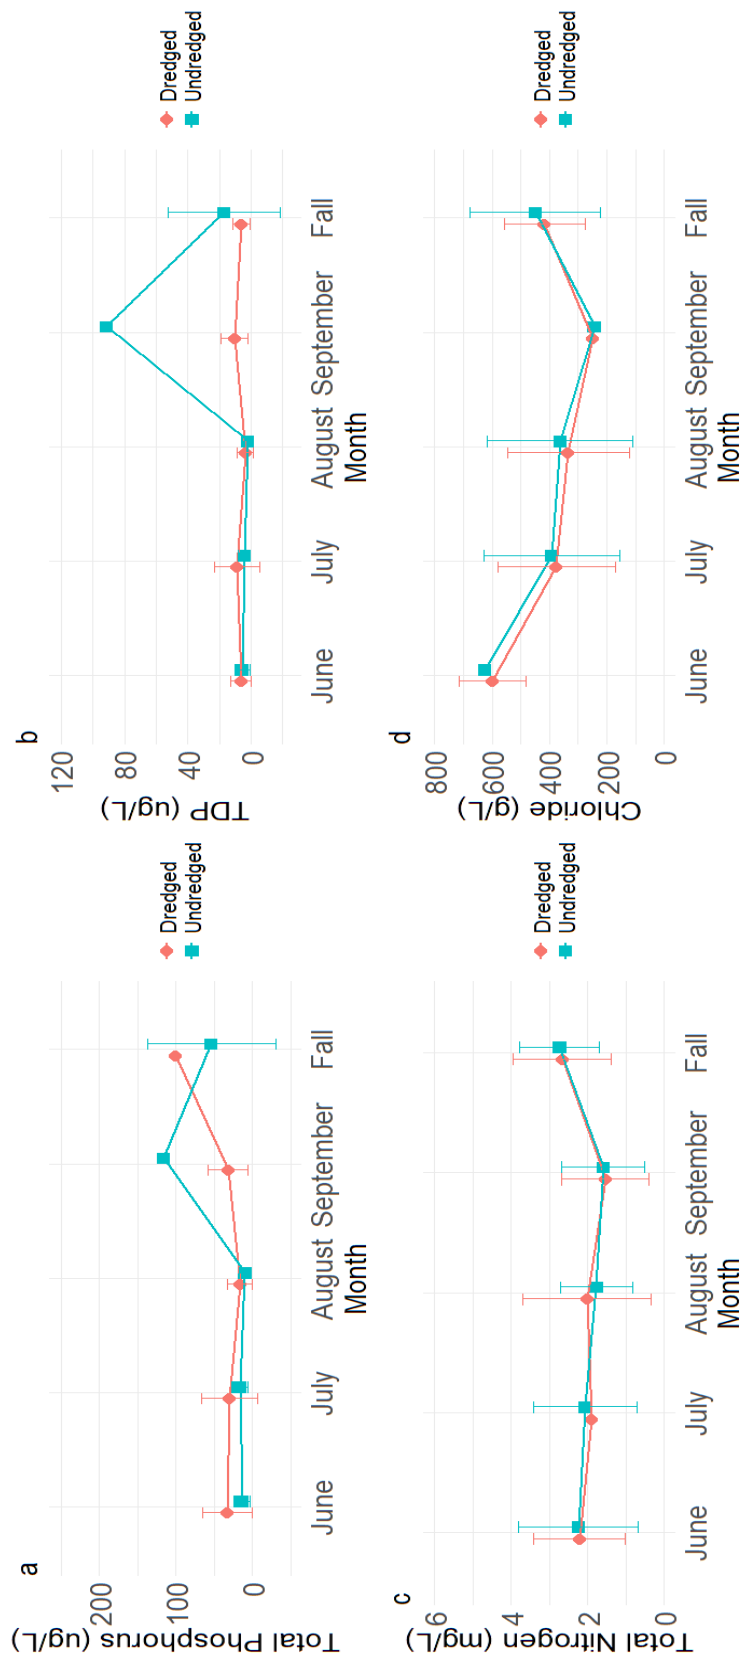 a
Total Phosphorus (ug/L)
200
100
0
June
July
August
September
Fall
Month
Dredged
Undredged
b
TDP (ug/L)
120
80
40
0
June
July
August
September
Fall
Month
Dredged
Undredged
c
Total Nitrogen (mg/L)
6
4
2
0
June
July
August
September
Fall
Month
Dredged
Undredged
d
Chloride (g/L)
800
600
400
200
0
June
July
August
September
Fall
Month
Dredged
Undredged